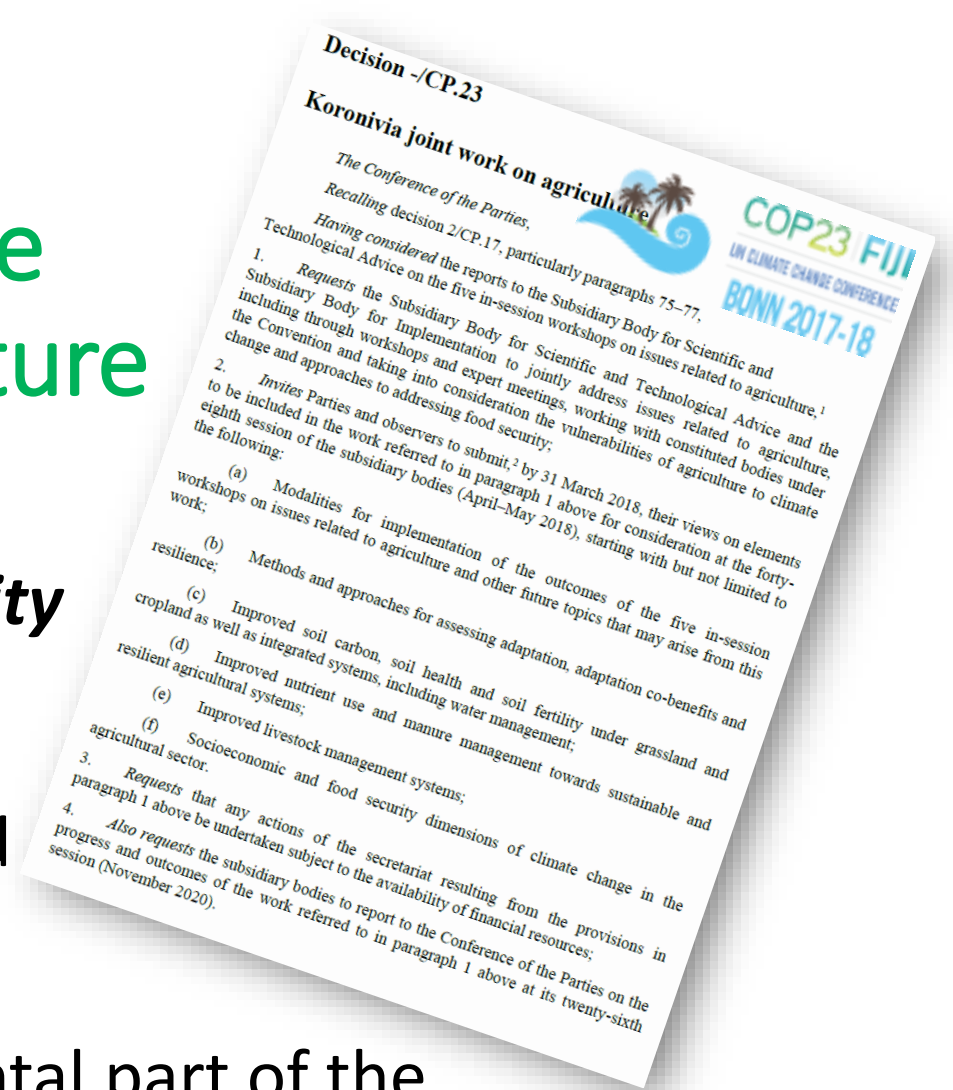 e
ture
ity
d
ntal part of the
Decision -/CP.23
Koronivia joint work on agriculture
The Conference of the Parties,
Recalling decision 2/CP.17, particularly paragraphs 75–77,
Having considered the reports to the Subsidiary Body for Scientific and
Technological Advice on the five in-session workshops on issues related to agriculture,1
1. Requests the Subsidiary Body for Scientific and Technological Advice and the
Subsidiary Body for Implementation to jointly address issues related to agriculture,
including through workshops and expert meetings, working with constituted bodies under
the Convention and taking into consideration the vulnerabilities of agriculture to climate
change and approaches to addressing food security;
2. Invites Parties and observers to submit,2 by 31 March 2018, their views on elements
to be included in the work referred to in paragraph 1 above for consideration at the forty-
eighth session of the subsidiary bodies (April–May 2018), starting with but not limited to
the following:
(a) Modalities for implementation of the outcomes of the five in-session
workshops on issues related to agriculture and other future topics that may arise from this
work;
(b) Methods and approaches for assessing adaptation, adaptation co-benefits and
resilience;
(c) Improved soil carbon, soil health and soil fertility under grassland and
cropland as well as integrated systems, including water management;
(d) Improved nutrient use and manure management towards sustainable and
resilient agricultural systems;
(e) Improved livestock management systems;
(f) Socioeconomic and food security dimensions of climate change in the
agricultural sector.
3. Requests that any actions of the secretariat resulting from the provisions in
paragraph 1 above be undertaken subject to the availability of financial resources;
4. Also requests the subsidiary bodies to report to the Conference of the Parties on the
progress and outcomes of the work referred to in paragraph 1 above at its twenty-sixth
session (November 2020).
COP23 FIJI
UN CLIMATE CHANGE CONFERENCE
BONN 2017-18